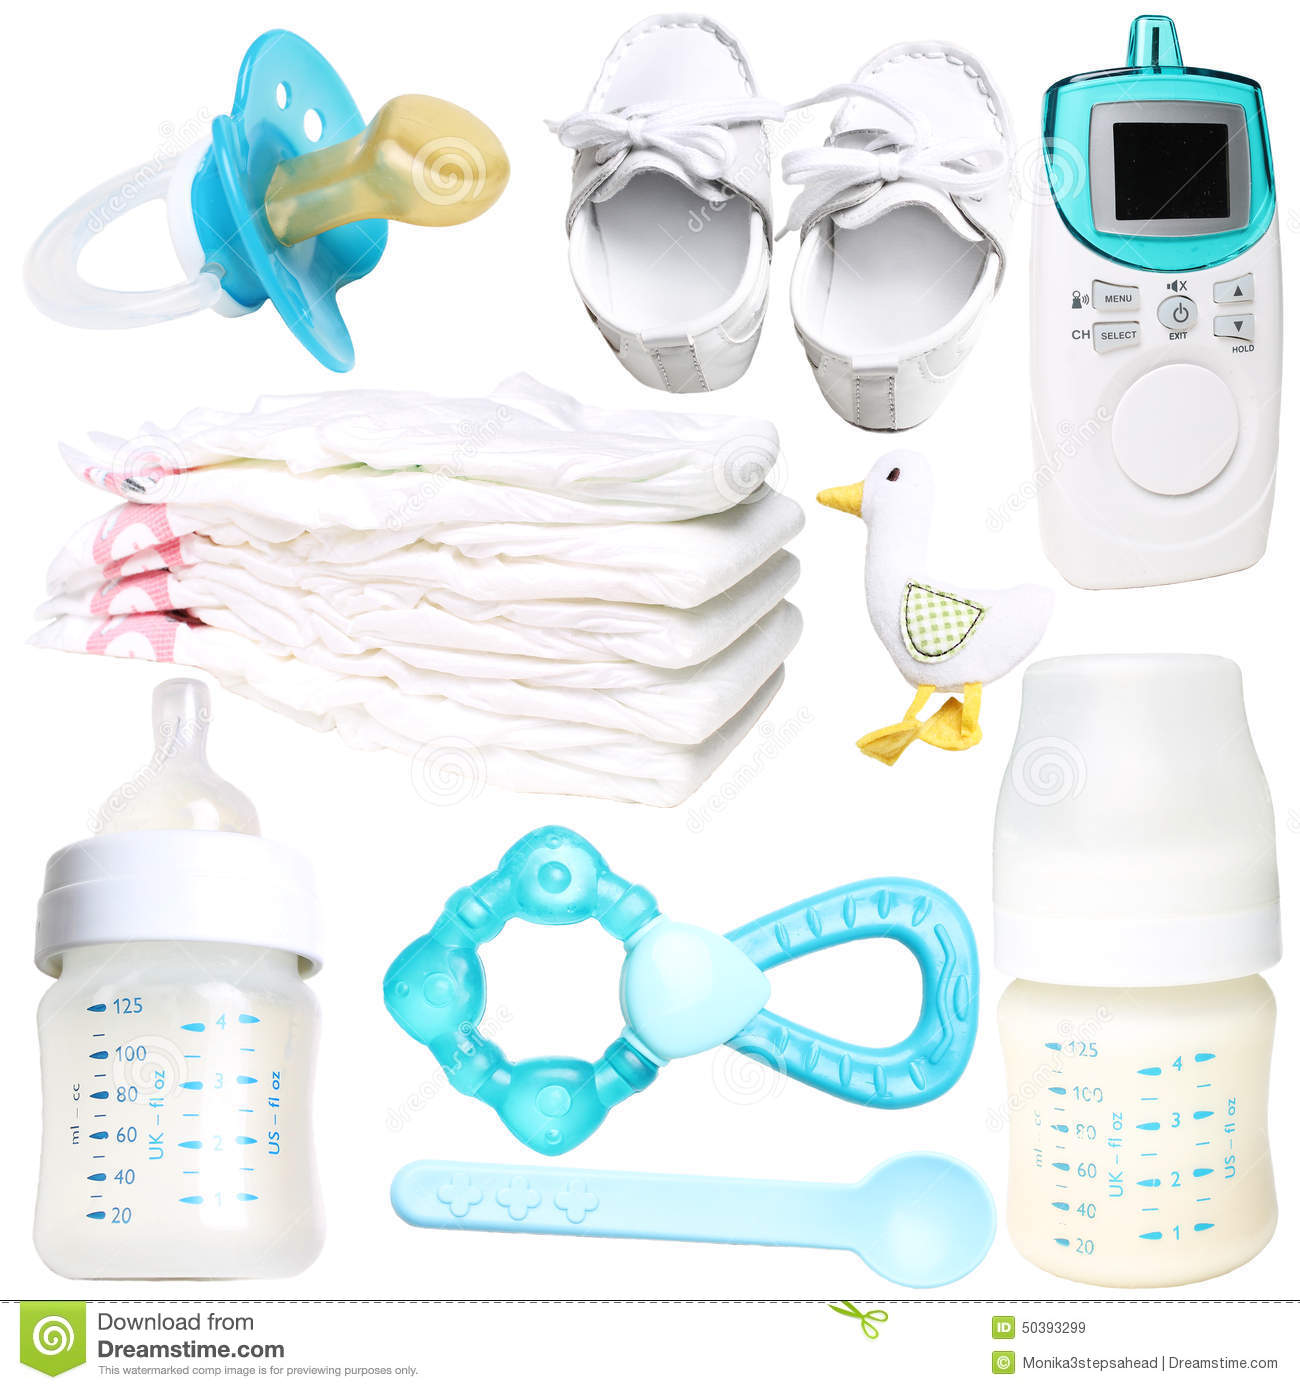 MENU
CH SELECT
EXIT
HOLD
125
100
80
60
40
20
ml – cc
UK – fl oz
4
3
2
1
US – fl oz
125
100
80
60
40
20
ml – cc
UK – fl oz
4
3
2
1
US – fl oz
dreamstime
Download from
Dreamstime.com
This watermarked comp image is for previewing purposes only.
ID 50393299
© Monika3stepsahead | Dreamstime.com